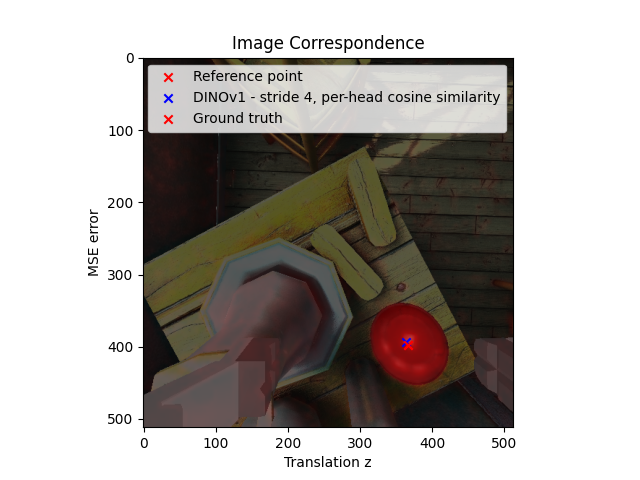 Image Correspondence
Reference point
DINOv1 - stride 4, per-head cosine similarity
Ground truth
0
100
200
300
400
500
MSE error
0
100
200
300
400
500
Translation z